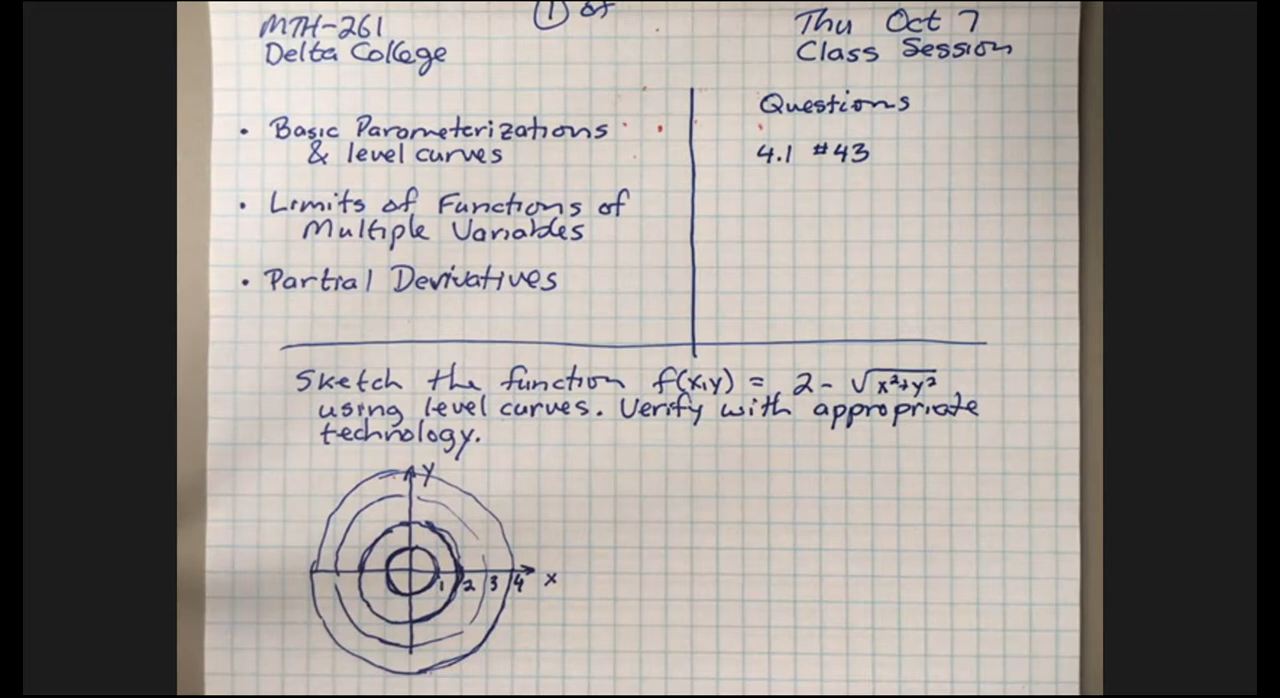 MTH-261
① of
Thu Oct 7
Delta College
Class Session
Questions
• Basic Parameterizations
& level curves
4.1 #43
• Limits of Functions of
Multiple Variables
• Partial Derivatives
Sketch the function f(x,y) = 2 - √x²+y²
using level curves. Verify with appropriate
technology.
y
1 2 3 4 x